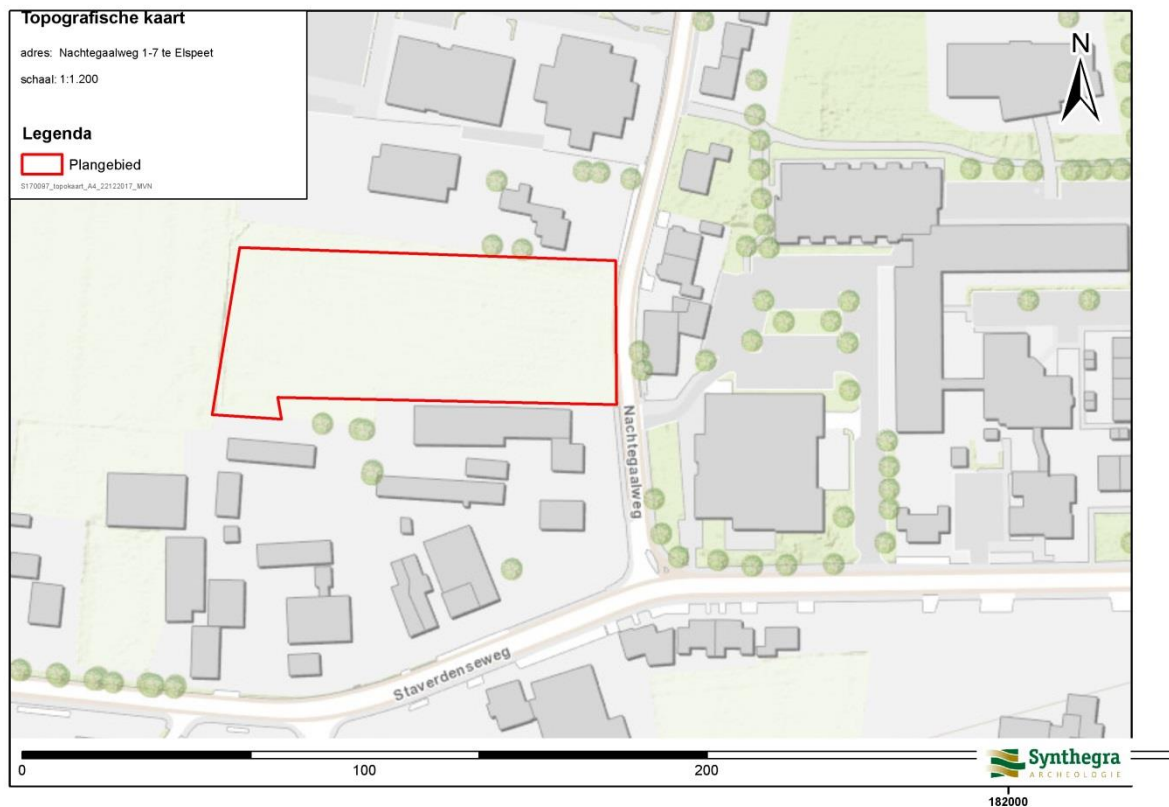 Topografische kaart
adres: Nachtegaalweg 1-7 te Elspeet
schaal: 1:1.200
Legenda
Plangebied
S170097_topokaart_A4_22122017_MVN
N
Nachtegaalweg
Staverdenseweg
0
100
200
Synthegra
ARCHEOLOGIE
182000